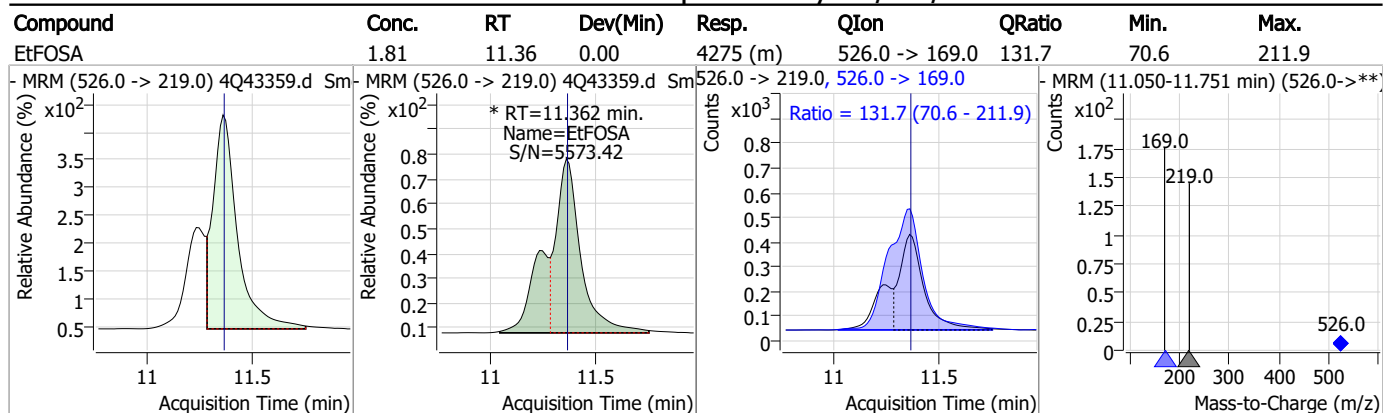 Compound Conc. RT Dev(Min) Resp. QIon QRatio Min. Max.
EtFOSA 1.81 11.36 0.00 4275 (m) 526.0 -> 169.0 131.7 70.6 211.9
- MRM (526.0 -> 219.0) 4Q43359.d Sm
x10²
Relative Abundance (%)
3.5
3
2.5
2
1.5
1
0.5
11 11.5
Acquisition Time (min)
- MRM (526.0 -> 219.0) 4Q43359.d Sm
x10²
* RT=11.362 min.
Name=EtFOSA
S/N=5573.42
Relative Abundance (%)
0.8
0.7
0.6
0.5
0.4
0.3
0.2
0.1
11 11.5
Acquisition Time (min)
526.0 -> 219.0, 526.0 -> 169.0
x10³
Ratio = 131.7 (70.6 - 211.9)
Counts
0.8
0.7
0.6
0.5
0.4
0.3
0.2
0.1
0
11 11.5
Acquisition Time (min)
- MRM (11.050-11.751 min) (526.0->**)
x10²
Counts
1.75
1.5
1.25
1
0.75
0.5
0.25
0
169.0
219.0
526.0
200 300 400 500
Mass-to-Charge (m/z)